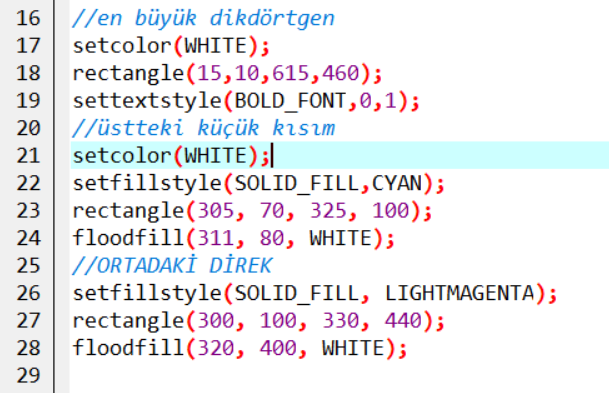 16 //en büyük dikdörtgen
17 setcolor(WHITE);
18 rectangle(15,10,615,460);
19 settextstyle(BOLD_FONT,0,1);
20 //üstteki küçük kısım
21 setcolor(WHITE);
22 setfillstyle(SOLID_FILL,CYAN);
23 rectangle(305, 70, 325, 100);
24 floodfill(311, 80, WHITE);
25 //ORTADAKİ DİREK
26 setfillstyle(SOLID_FILL, LIGHTMAGENTA);
27 rectangle(300, 100, 330, 440);
28 floodfill(320, 400, WHITE);
29